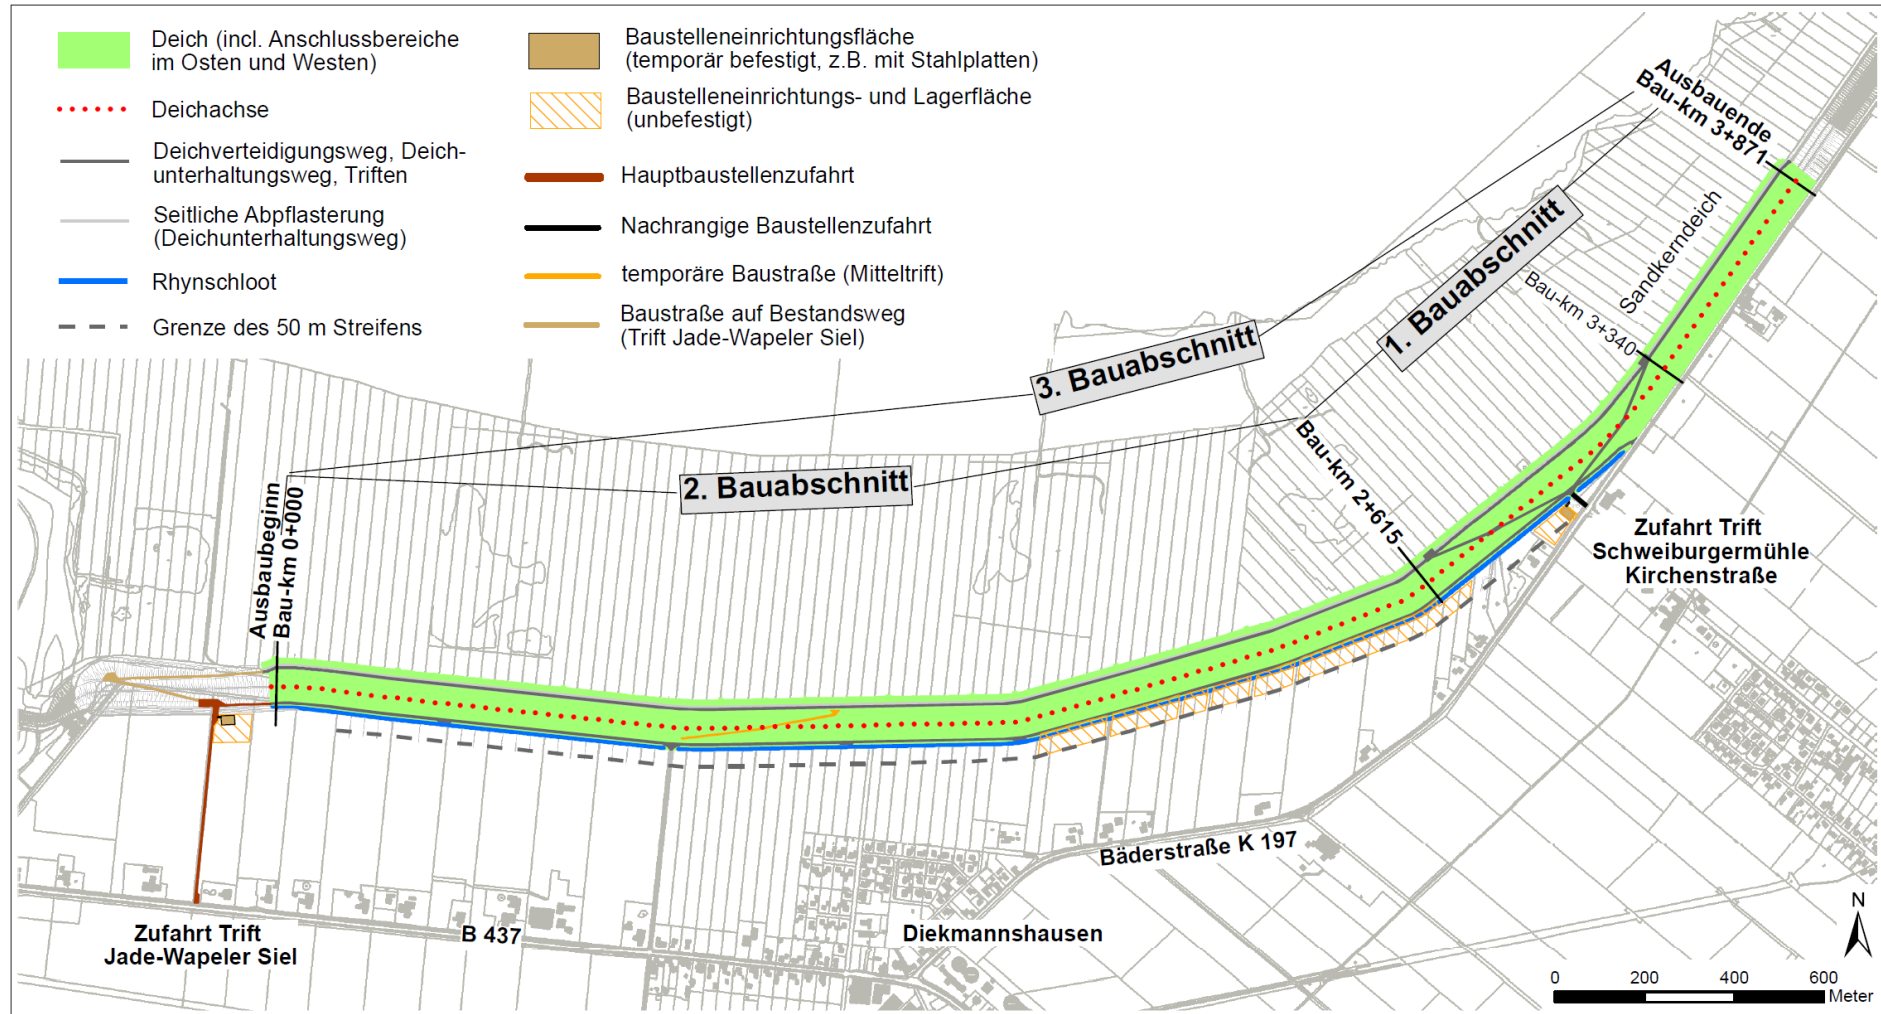 Deich (incl. Anschlussbereiche
im Osten und Westen)
Deichachse
Deichverteidigungsweg, Deich-
unterhaltungsweg, Triften
Seitliche Abpflasterung
(Deichunterhaltungsweg)
Rhynschloot
Grenze des 50 m Streifens
Baustelleneinrichtungsfläche
(temporär befestigt, z.B. mit Stahlplatten)
Baustelleneinrichtungs- und Lagerfläche
(unbefestigt)
Hauptbaustellenzufahrt
Nachrangige Baustellenzufahrt
temporäre Baustraße (Mitteltrift)
Baustraße auf Bestandsweg
(Trift Jade-Wapeler Siel)
Ausbauende
Bau-km 3+871
Sandkerndeich
1. Bauabschnitt
Bau-km 3+340
3. Bauabschnitt
2. Bauabschnitt
Bau-km 2+615
Ausbaubeginn
Bau-km 0+000
Zufahrt Trift
Schweiburgermühle
Kirchenstraße
Bäderstraße K 197
Zufahrt Trift
Jade-Wapeler Siel
B 437
Diekmannshausen
N
0 200 400 600
Meter